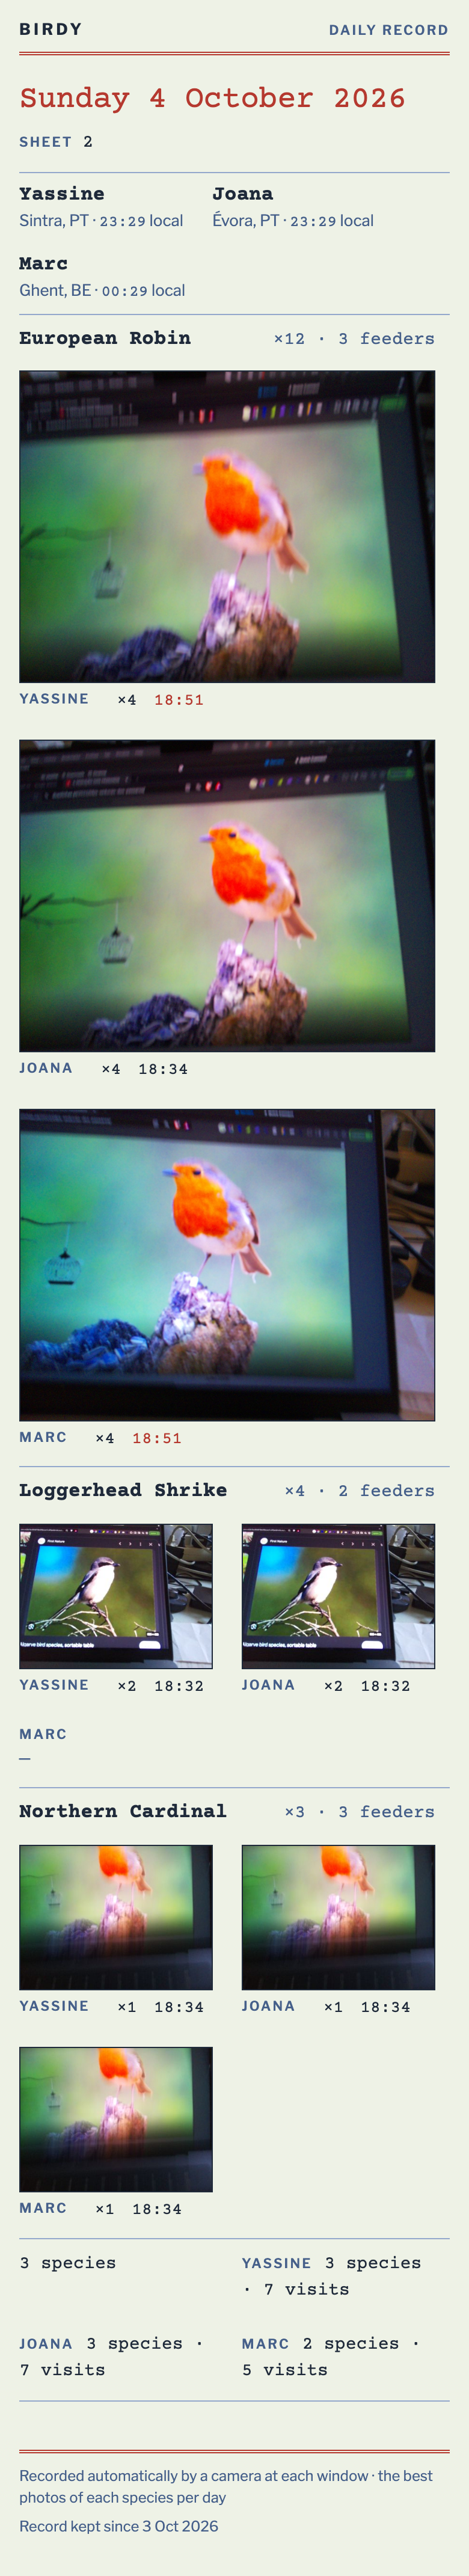 BIRDY DAILY RECORD
Sunday 4 October 2026
SHEET 2
Yassine Joana
Sintra, PT · 23:29 local Évora, PT · 23:29 local
Marc
Ghent, BE · 00:29 local
European Robin ×12 · 3 feeders
YASSINE ×4 18:51
JOANA ×4 18:34
MARC ×4 18:51
Loggerhead Shrike ×4 · 2 feeders
YASSINE ×2 18:32 JOANA ×2 18:32
MARC
—
Northern Cardinal ×3 · 3 feeders
YASSINE ×1 18:34 JOANA ×1 18:34
MARC ×1 18:34
3 species YASSINE 3 species
· 7 visits
JOANA 3 species · MARC 2 species ·
7 visits 5 visits
Recorded automatically by a camera at each window · the best
photos of each species per day
Record kept since 3 Oct 2026